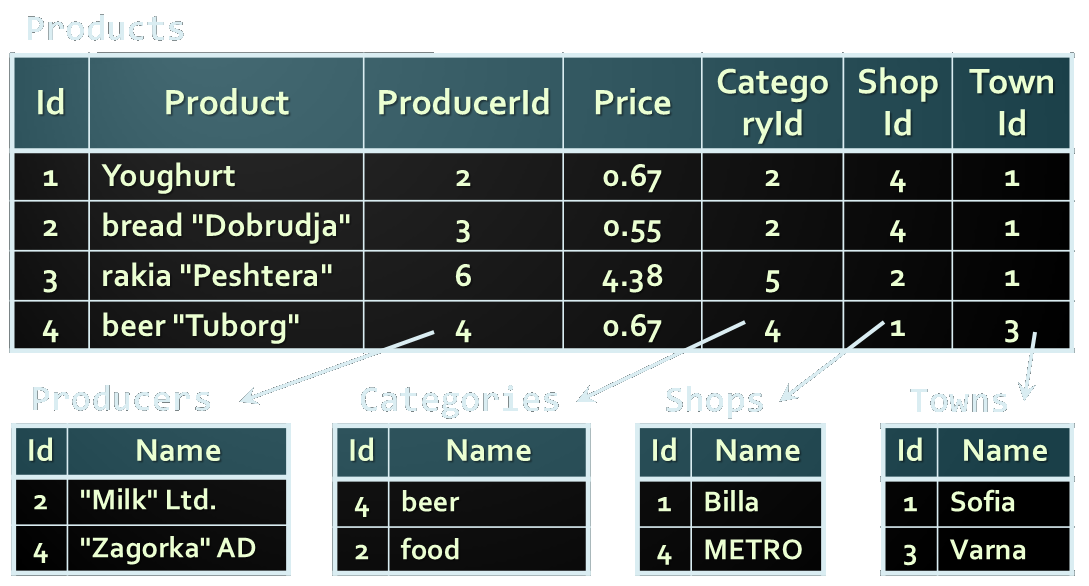 Products
Id Product ProducerId Price Catego ryId Shop Id Town Id
1 Youghurt 2 0.67 2 4 1
2 bread "Dobrudja" 3 0.55 2 4 1
3 rakia "Peshtera" 6 4.38 5 2 1
4 beer "Tuborg" 4 0.67 4 1 3
Producers Categories Shops Towns
Id Name Id Name Id Name Id Name
2 "Milk" Ltd. 4 beer 1 Billa 1 Sofia
4 "Zagorka" AD 2 food 4 METRO 3 Varna